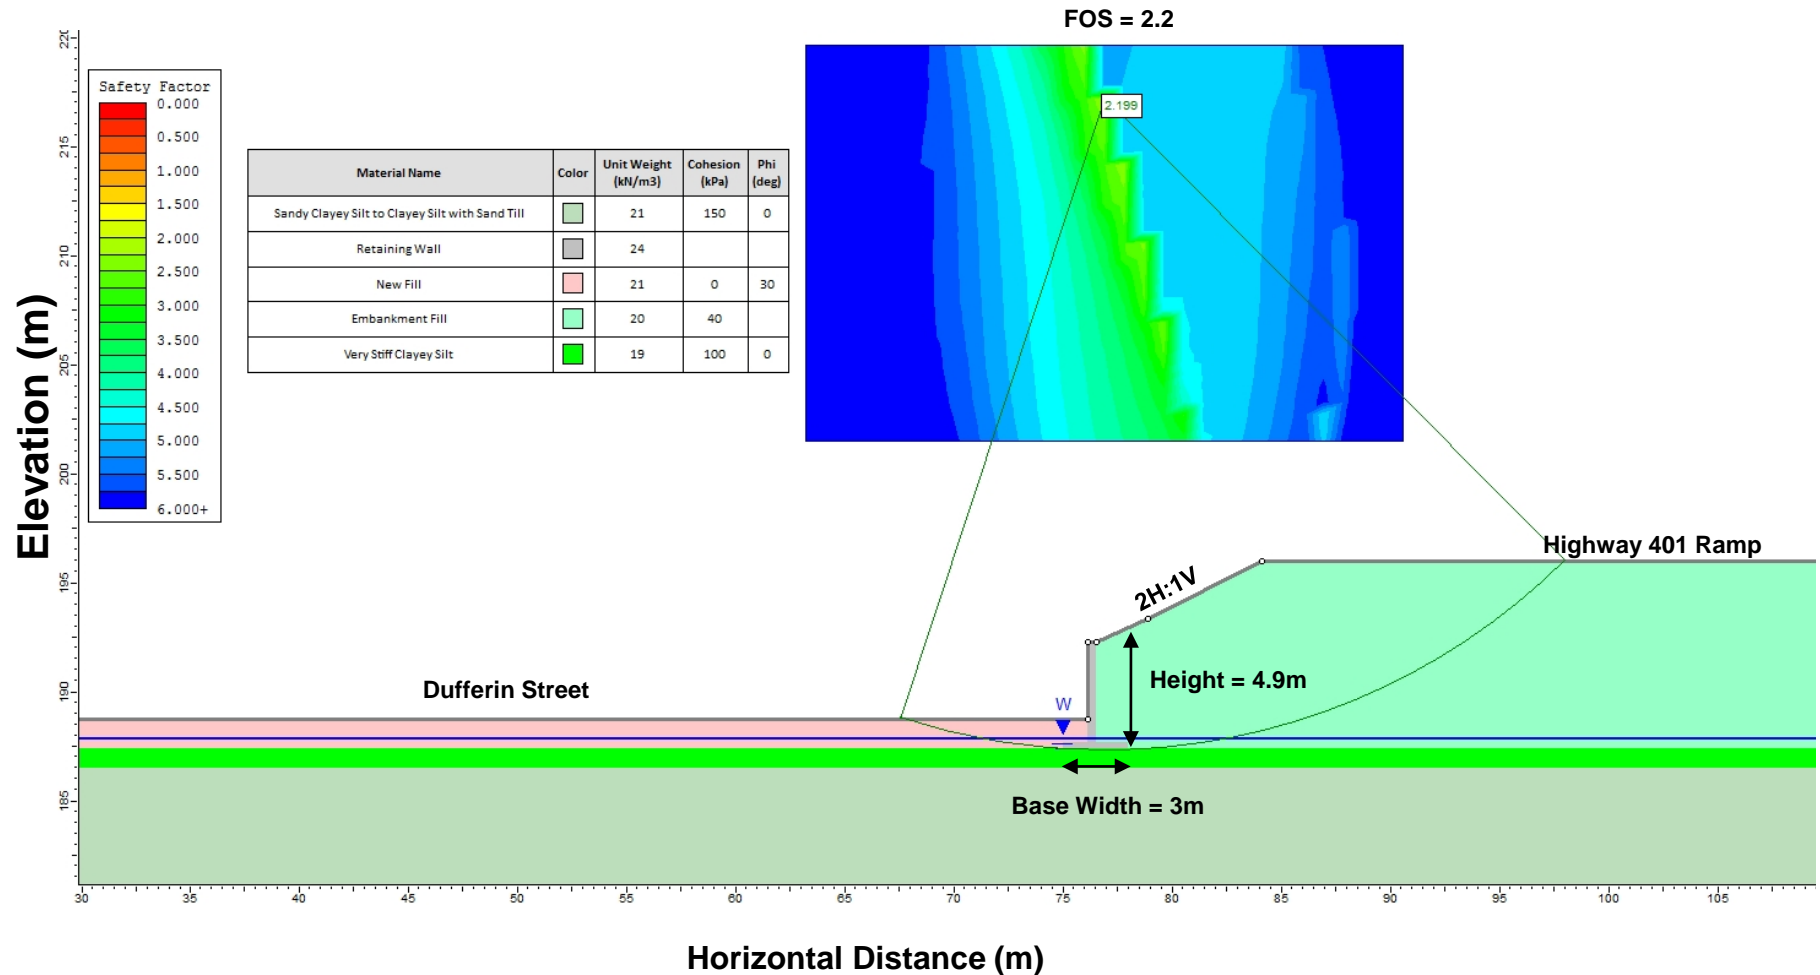 FOS = 2.2
Safety Factor
0.000
0.500
1.000
1.500
2.000
2.500
3.000
3.500
4.000
4.500
5.000
5.500
6.000+
Material Name Color Unit Weight (kN/m3) Cohesion (kPa) Phi (deg)
Sandy Clayey Silt to Clayey Silt with Sand Till 21 150 0
Retaining Wall 24
New Fill 21 0 30
Embankment Fill 20 40
Very Stiff Clayey Silt 19 100 0
2.199
Elevation (m)
220
215
210
205
200
195
190
185
Highway 401 Ramp
2H:1V
Height = 4.9m
Dufferin Street
W
Base Width = 3m
30 35 40 45 50 55 60 65 70 75 80 85 90 95 100 105
Horizontal Distance (m)